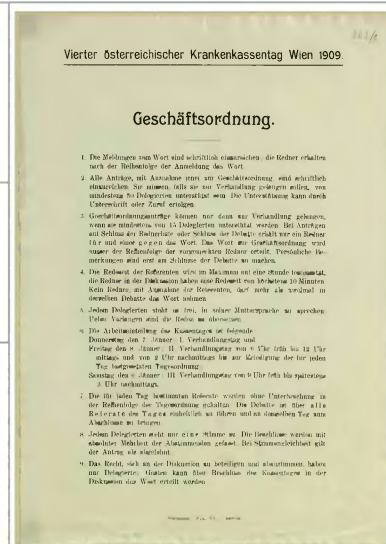 Vierter österreichischer Krankenkassentag Wien 1909.
Geschäftsordnung.
1. Die Meldungen zum Wort sind schriftlich einzureichen, die Redner erhalten
nach der Reihenfolge der Anmeldung das Wort.
2. Alle Anträge, mit Ausnahme jener zur Geschäftsordnung, sind schriftlich
einzureichen. Sie müssen, falls sie zur Verhandlung gelangen sollen, von
mindestens 30 Delegierten unterstützt sein. Die Unterstützung kann durch
Unterschrift oder Zuruf erfolgen.
3. Geschäftsordnungsanträge können nur dann zur Verhandlung gelangen,
wenn sie mindestens von 15 Delegierten unterstützt werden. Bei Anträgen
auf Schluss der Rednerliste oder Schluss der Debatte erhält nur ein Redner
für und einer gegen das Wort. Das Wort zur Geschäftsordnung wird
ausser der Reihenfolge der vorgemerkten Redner erteilt. Persönliche Be-
merkungen sind erst am Schlusse der Debatte zu machen.
4. Die Redezeit der Referenten wird im Maximum auf eine Stunde festgesetzt,
die Redner in der Diskussion haben eine Redezeit von höchstens 10 Minuten.
Kein Redner, mit Ausnahme der Referenten, darf mehr als zweimal in
derselben Debatte das Wort nehmen.
5. Jedem Delegierten steht es frei, in seiner Muttersprache zu sprechen.
Ueber Verlangen sind die Reden zu übersetzen.
6. Die Arbeitseinteilung des Kassentages ist folgende:
Donnerstag den 7. Jänner: I. Verhandlungstag und
Freitag den 8. Jänner: II. Verhandlungstag von 9 Uhr früh bis 12 Uhr
mittags und von 2 Uhr nachmittags bis zur Erledigung der für jeden
Tag festgesetzten Tagesordnung;
Samstag den 9. Jänner: III. Verhandlungstag von 9 Uhr früh bis spätestens
3 Uhr nachmittags.
7. Die für jeden Tag bestimmten Referate werden ohne Unterbrechung in
der Reihenfolge der Tagesordnung gehalten. Die Debatte ist über alle
Referate des Tages einheitlich zu führen und an demselben Tag zum
Abschlusse zu bringen.
8. Jedem Delegierten steht nur eine Stimme zu. Die Beschlüsse werden mit
absoluter Mehrheit der Abstimmenden gefasst. Bei Stimmengleichheit gilt
der Antrag als abgelehnt.
9. Das Recht, sich an der Diskussion zu beteiligen und abzustimmen, haben
nur Delegierte. Gästen kann über Beschluss des Kassentages in der
Diskussion das Wort erteilt werden.